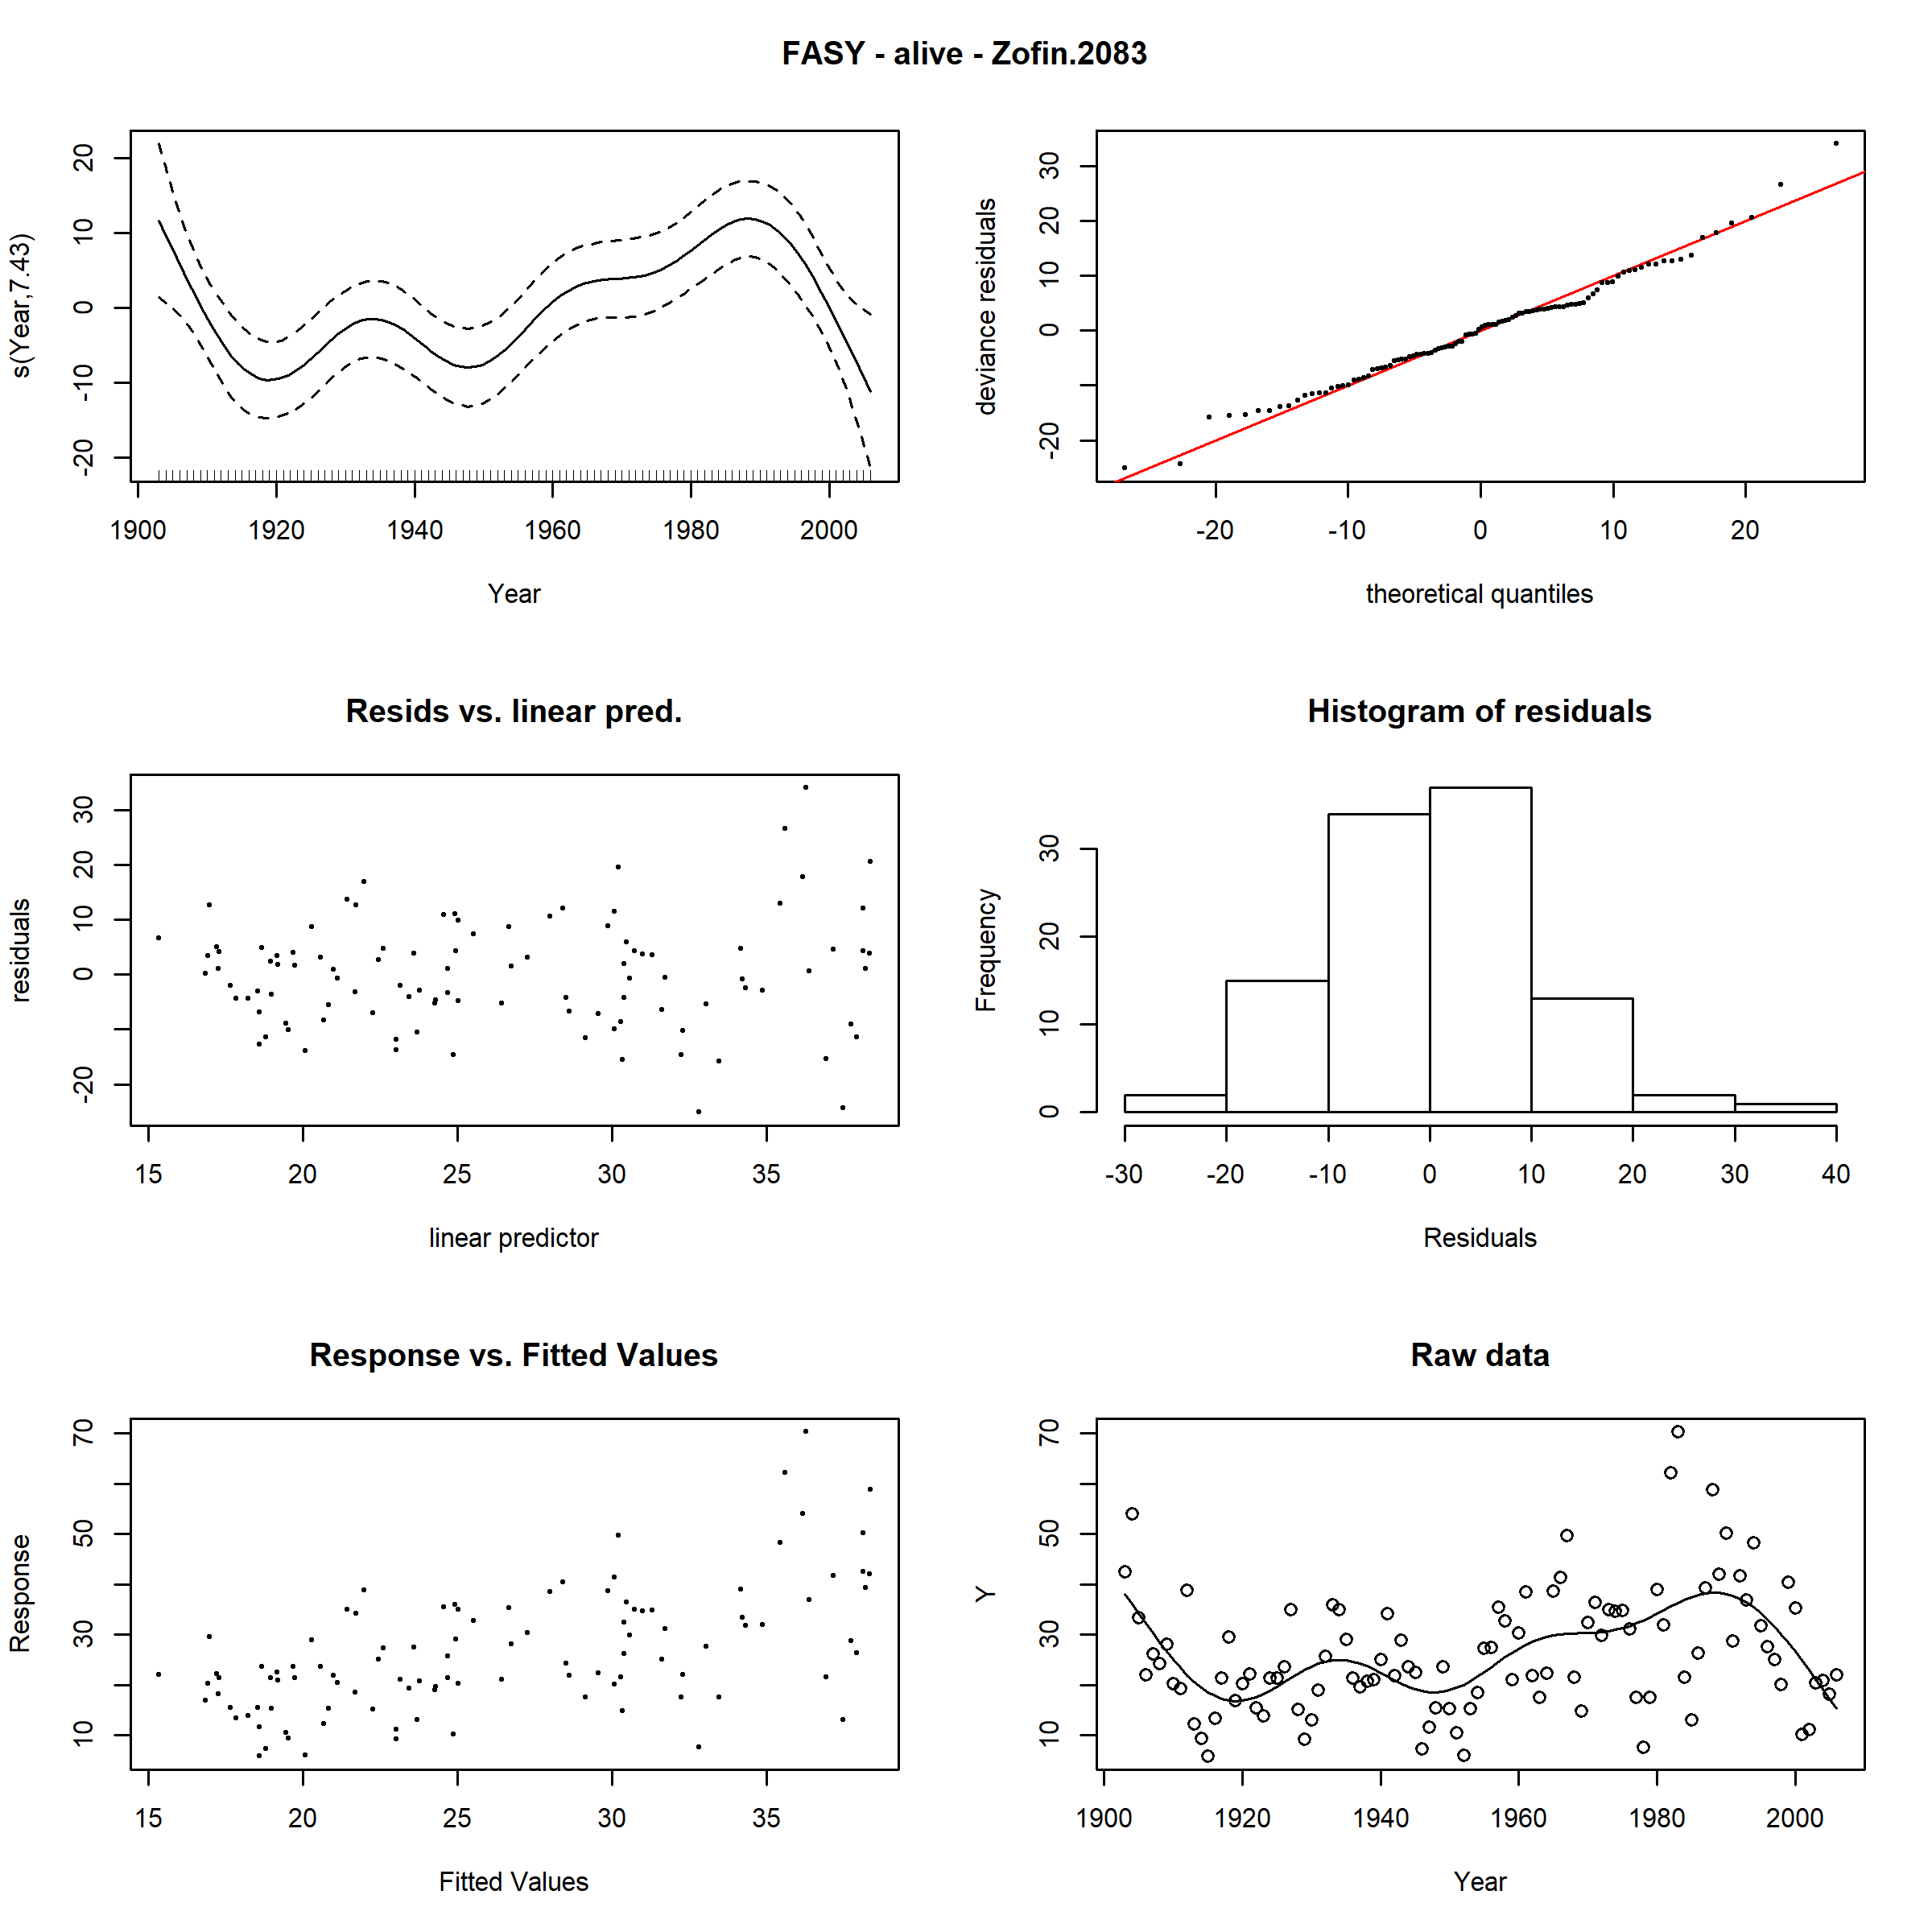 FASY - alive - Zofin.2083
s(Year,7.43)
20
10
0
-10
-20
1900 1920 1940 1960 1980 2000
Year
deviance residuals
30
20
10
0
-20
-20 -10 0 10 20
theoretical quantiles
Resids vs. linear pred.
residuals
30
20
10
0
-20
15 20 25 30 35
linear predictor
Histogram of residuals
Frequency
30
20
10
0
-30 -20 -10 0 10 20 30 40
Residuals
Response vs. Fitted Values
Response
70
50
30
10
15 20 25 30 35
Fitted Values
Raw data
Y
70
50
30
10
1900 1920 1940 1960 1980 2000
Year